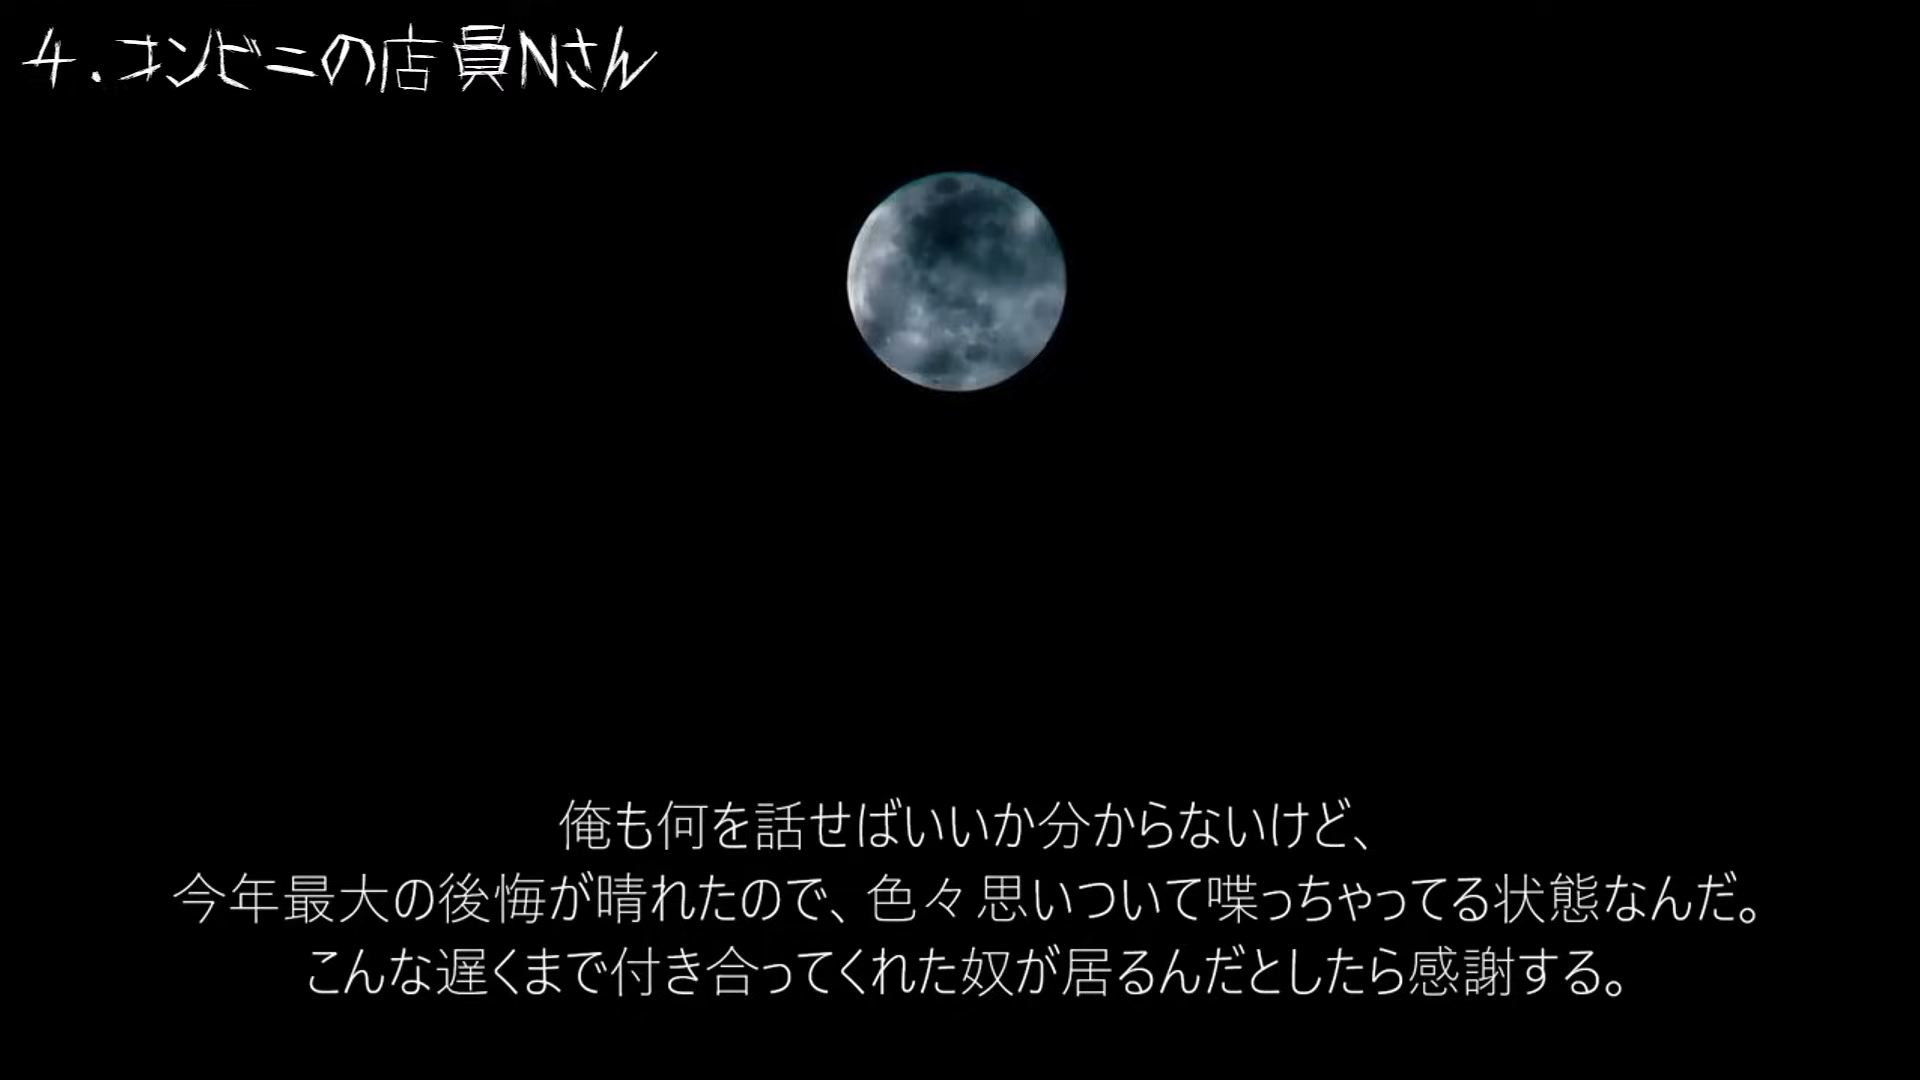 4.コンビニの店員Nさん
俺も何を話せばいいか分からないけど、
今年最大の後悔が晴れたので、色々思いついて喋っちゃってる状態なんだ。
こんな遅くまで付き合ってくれた奴が居るんだとしたら感謝する。